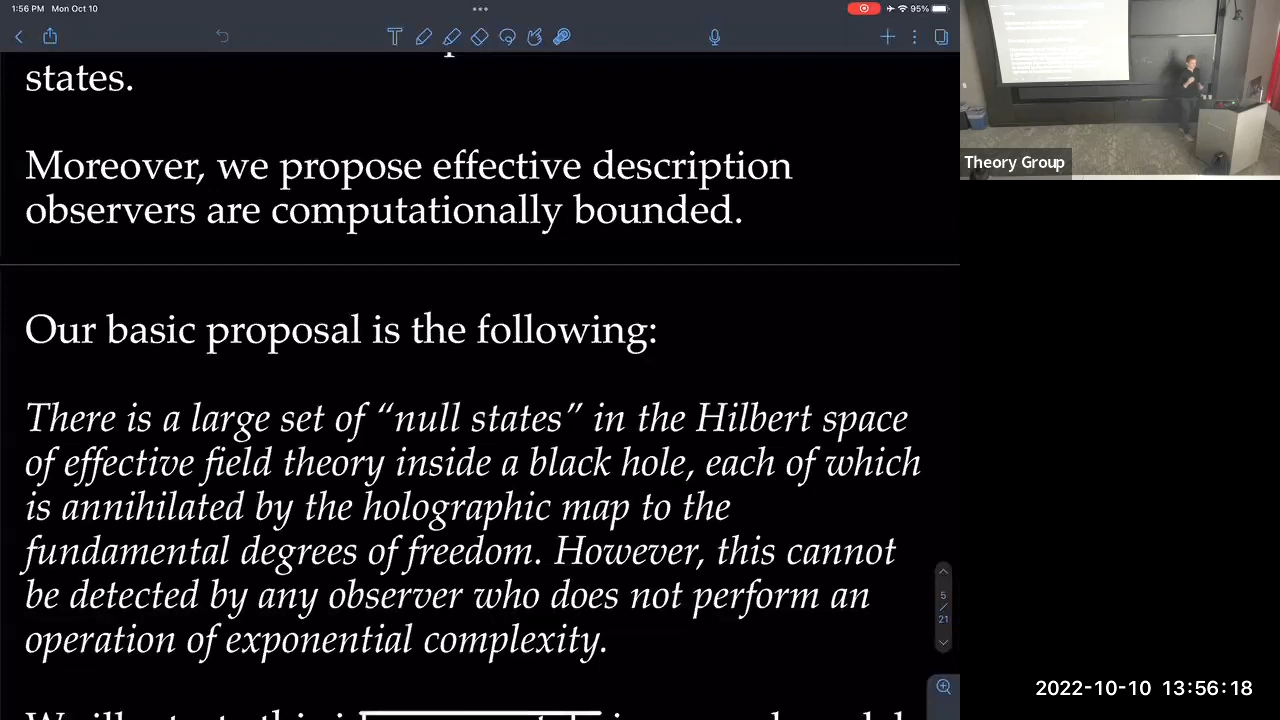 1:56 PM Mon Oct 10
95%
states.
Moreover, we propose effective description
observers are computationally bounded.
Our basic proposal is the following:
There is a large set of “null states” in the Hilbert space
of effective field theory inside a black hole, each of which
is annihilated by the holographic map to the
fundamental degrees of freedom. However, this cannot
be detected by any observer who does not perform an
operation of exponential complexity.
5
/
21
Theory Group
2022-10-10 13:56:18